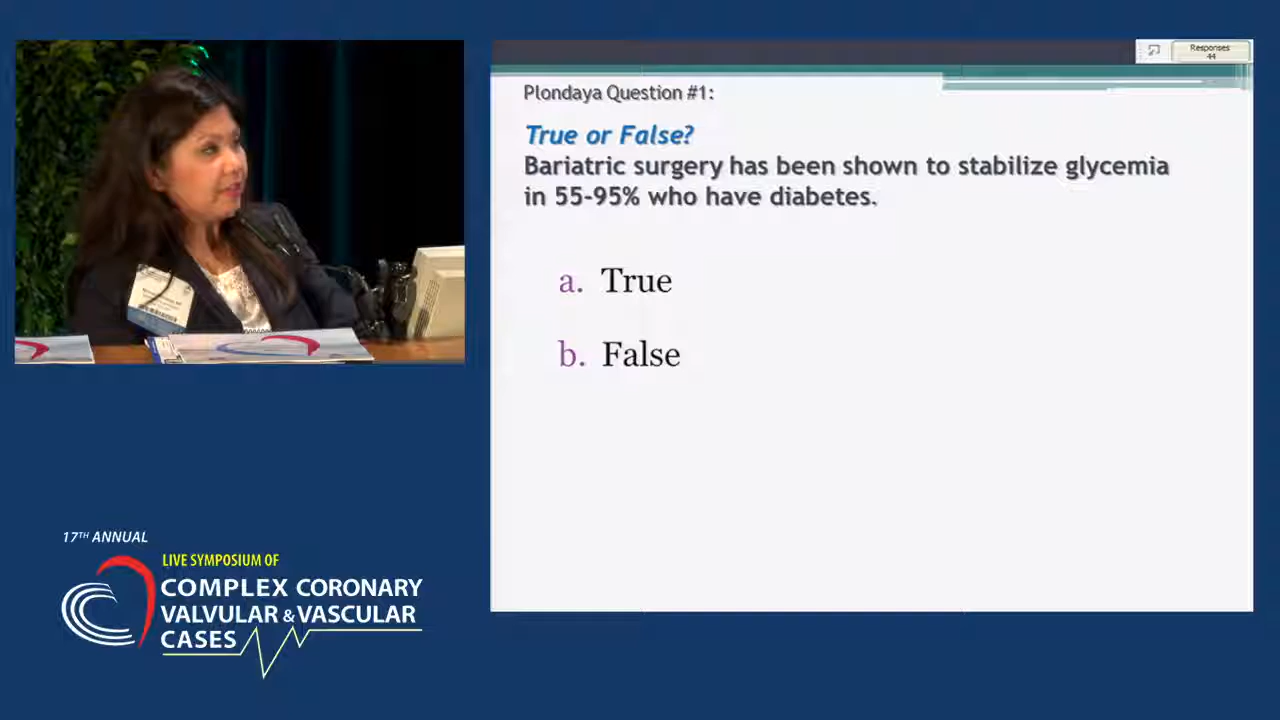 Responses
44
Plondaya Question #1:
True or False?
Bariatric surgery has been shown to stabilize glycemia
in 55-95% who have diabetes.
a. True
b. False
17TH ANNUAL
LIVE SYMPOSIUM OF
COMPLEX CORONARY
VALVULAR & VASCULAR
CASES